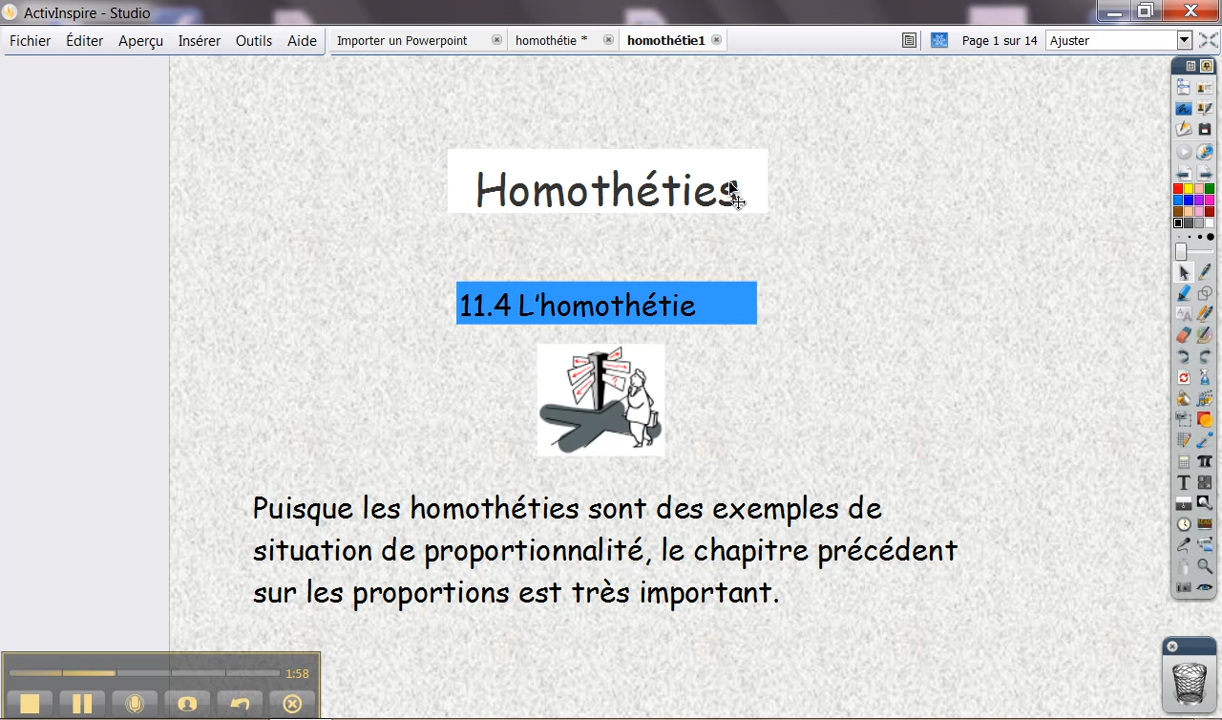 ActivInspire - Studio
Fichier Éditer Aperçu Insérer Outils Aide Importer un Powerpoint homothétie * homothétie1 Page 1 sur 14 Ajuster
Homothéties
11.4 L'homothétie
Puisque les homothéties sont des exemples de
situation de proportionnalité, le chapitre précédent
sur les proportions est très important.
1:58